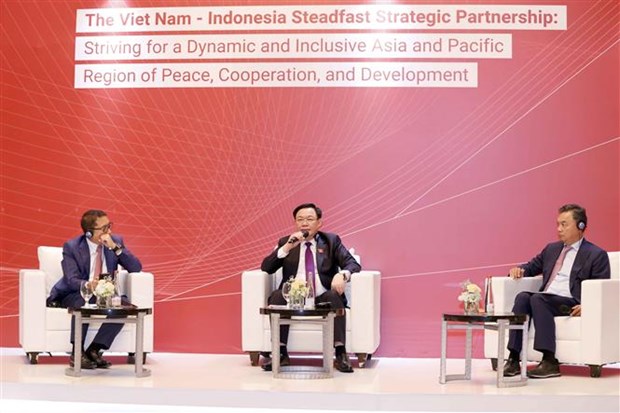 The Viet Nam - Indonesia Steadfast Strategic Partnership:
Striving for a Dynamic and Inclusive Asia and Pacific
Region of Peace, Cooperation, and Development